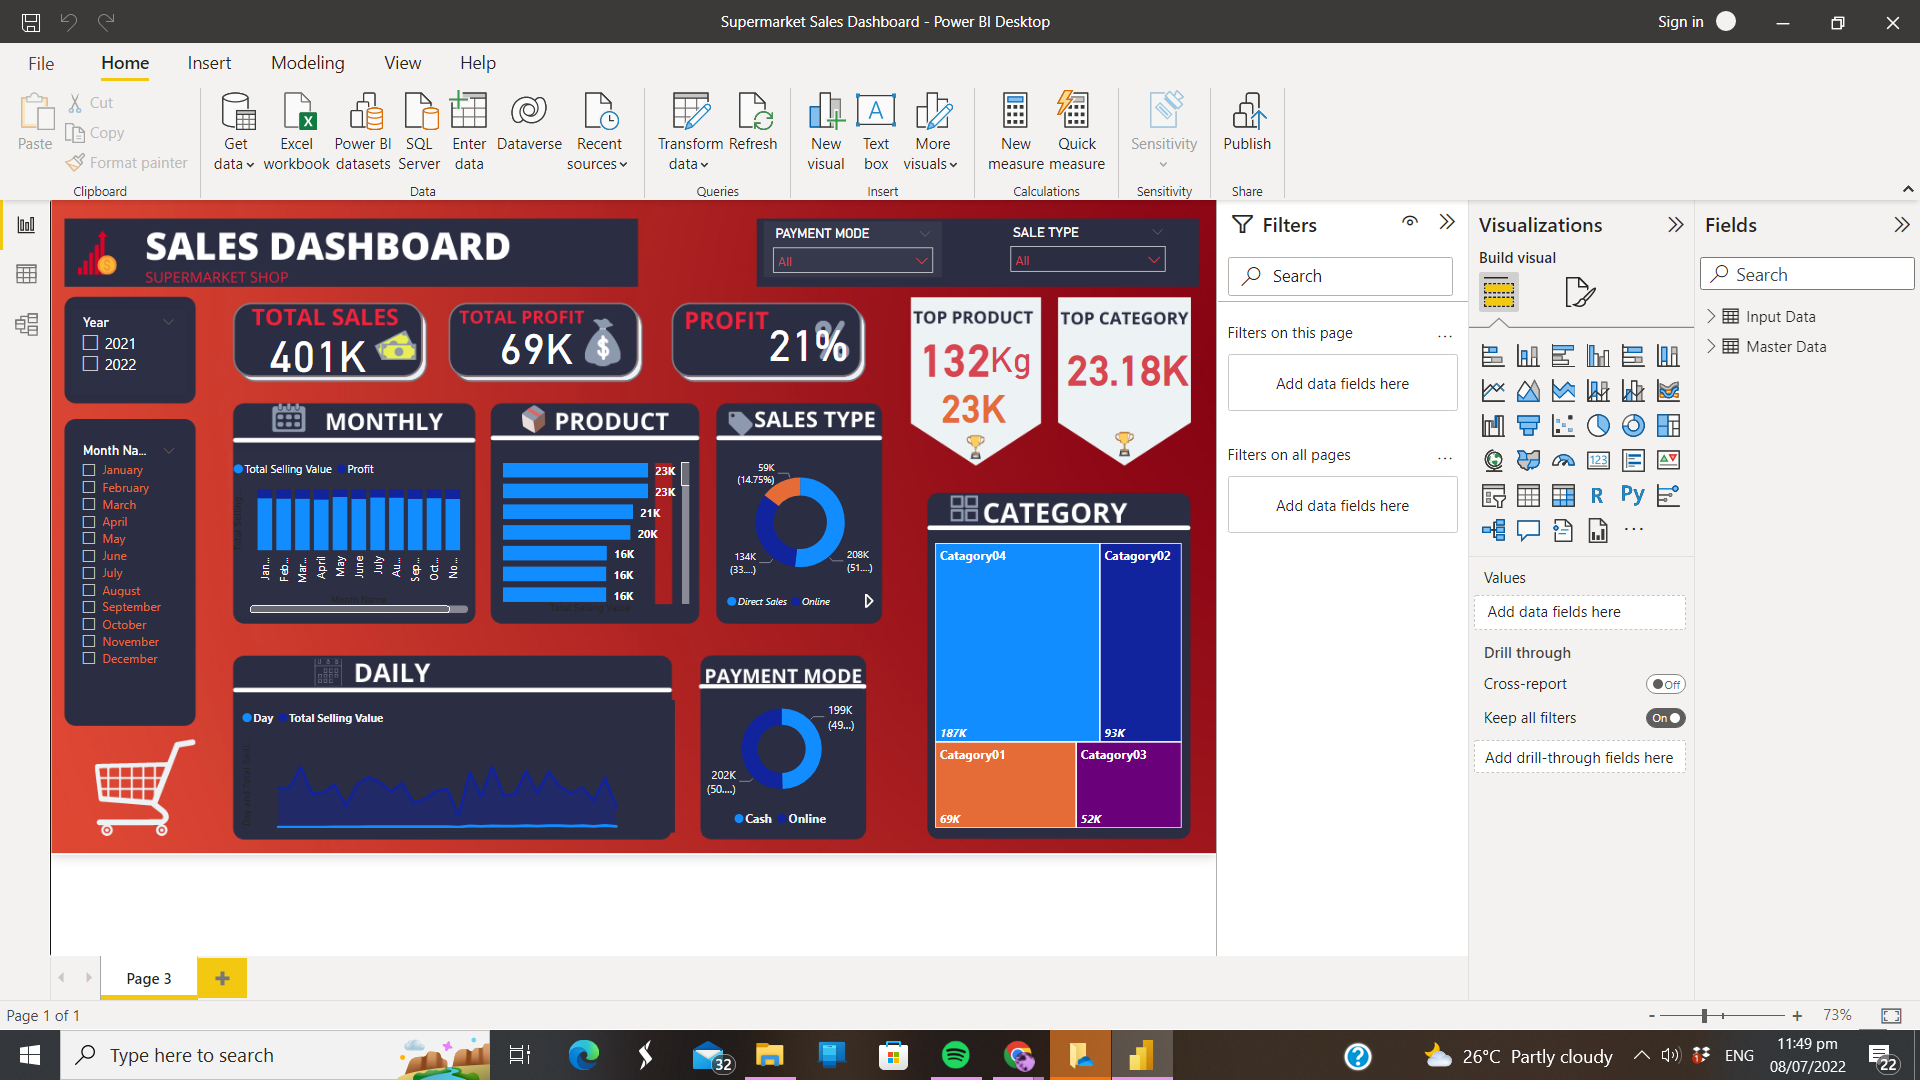 Supermarket Sales Dashboard - Power BI Desktop
Sign in
File
Home
Insert
Modeling
View
Help
Paste
Cut
Copy
Format painter
Clipboard
Get data
Excel workbook
Power BI datasets
SQL Server
Enter data
Dataverse
Recent sources
Data
Transform data
Refresh
Queries
New visual
Text box
More visuals
Insert
New measure
Quick measure
Calculations
Sensitivity
Sensitivity
Publish
Share
SALES DASHBOARD
SUPERMARKET SHOP
PAYMENT MODE
All
SALE TYPE
All
Year
2021
2022
TOTAL SALES
401K
TOTAL PROFIT
69K
PROFIT
21%
TOP PRODUCT
132Kg
23K
TOP CATEGORY
23.18K
Month Na...
January
February
March
April
May
June
July
August
September
October
November
December
MONTHLY
Total Selling Value
Profit
Jan...
Feb...
Mar...
April
May
June
July
Au...
Sep...
Oct...
No...
Month Name
PRODUCT
23K
23K
21K
20K
16K
16K
16K
Total Selling Value
SALES TYPE
59K
(14.75%)
134K
(33....)
208K
(51....)
Direct Sales
Online
CATEGORY
Catagory04
187K
Catagory02
93K
Catagory01
69K
Catagory03
52K
DAILY
Day
Total Selling Value
PAYMENT MODE
199K
(49...)
202K
(50....)
Cash
Online
Filters
Search
Filters on this page
...
Add data fields here
Filters on all pages
...
Add data fields here
Visualizations
Build visual
123
R
Py
...
Values
Add data fields here
Drill through
Cross-report
Off
Keep all filters
On
Add drill-through fields here
Fields
Search
Input Data
Master Data
Page 3
Page 1 of 1
73%
Type here to search
32
26°C Partly cloudy
ENG
11:49 pm
08/07/2022
22